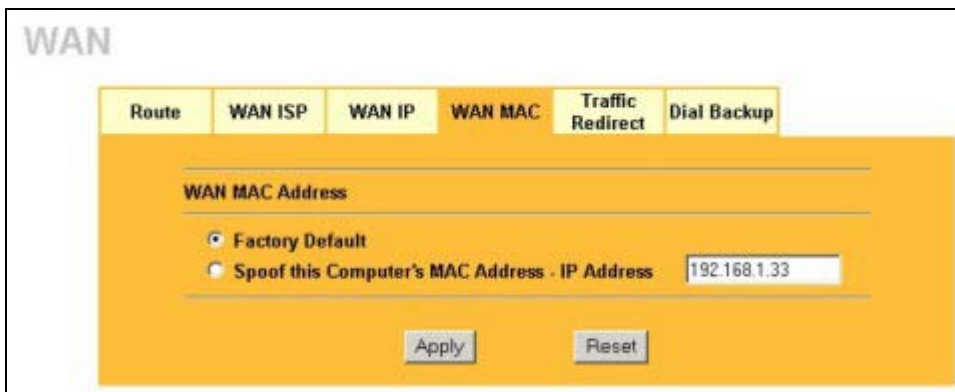 WAN
Route WAN ISP WAN IP WAN MAC Traffic Redirect Dial Backup
WAN MAC Address
Factory Default
Spoof this Computer's MAC Address - IP Address 192.168.1.33
Apply Reset